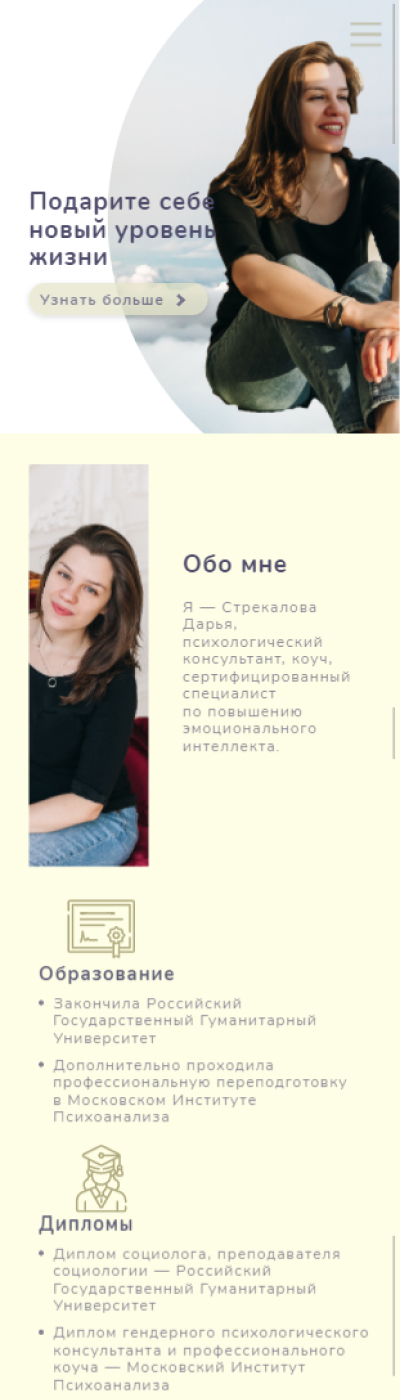 Подарите себе
новый уровень
жизни
Узнать больше
Обо мне
Я — Стрекалова
Дарья,
психологический
консультант, коуч,
сертифицированный
специалист
по повышению
эмоционального
интеллекта.
Образование
• Закончила Российский
Государственный Гуманитарный
Университет
• Дополнительно проходила
профессиональную переподготовку
в Московском Институте
Психоанализа
Дипломы
• Диплом социолога, преподавателя
социологии — Российский
Государственный Гуманитарный
Университет
• Диплом гендерного психологического
консультанта и профессионального
коуча — Московский Институт
Психоанализа